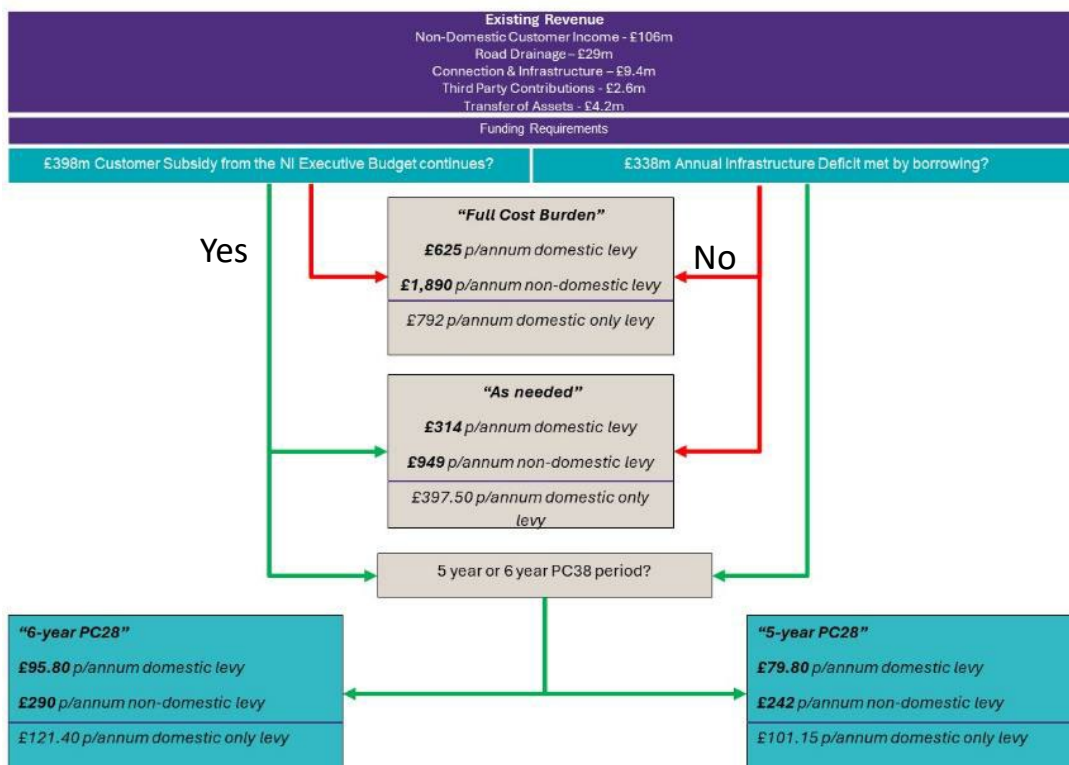 Existing Revenue
Non-Domestic Customer Income - £106m
Road Drainage – £29m
Connection & Infrastructure – £9.4m
Third Party Contributions - £2.6m
Transfer of Assets - £4.2m
Funding Requirements
£398m Customer Subsidy from the NI Executive Budget continues?
£338m Annual Infrastructure Deficit met by borrowing?
Yes
No
"Full Cost Burden"
£625 p/annum domestic levy
£1,890 p/annum non-domestic levy
£792 p/annum domestic only levy
"As needed"
£314 p/annum domestic levy
£949 p/annum non-domestic levy
£397.50 p/annum domestic only
levy
5 year or 6 year PC38 period?
"6-year PC28"
£95.80 p/annum domestic levy
£290 p/annum non-domestic levy
£121.40 p/annum domestic only levy
"5-year PC28"
£79.80 p/annum domestic levy
£242 p/annum non-domestic levy
£101.15 p/annum domestic only levy